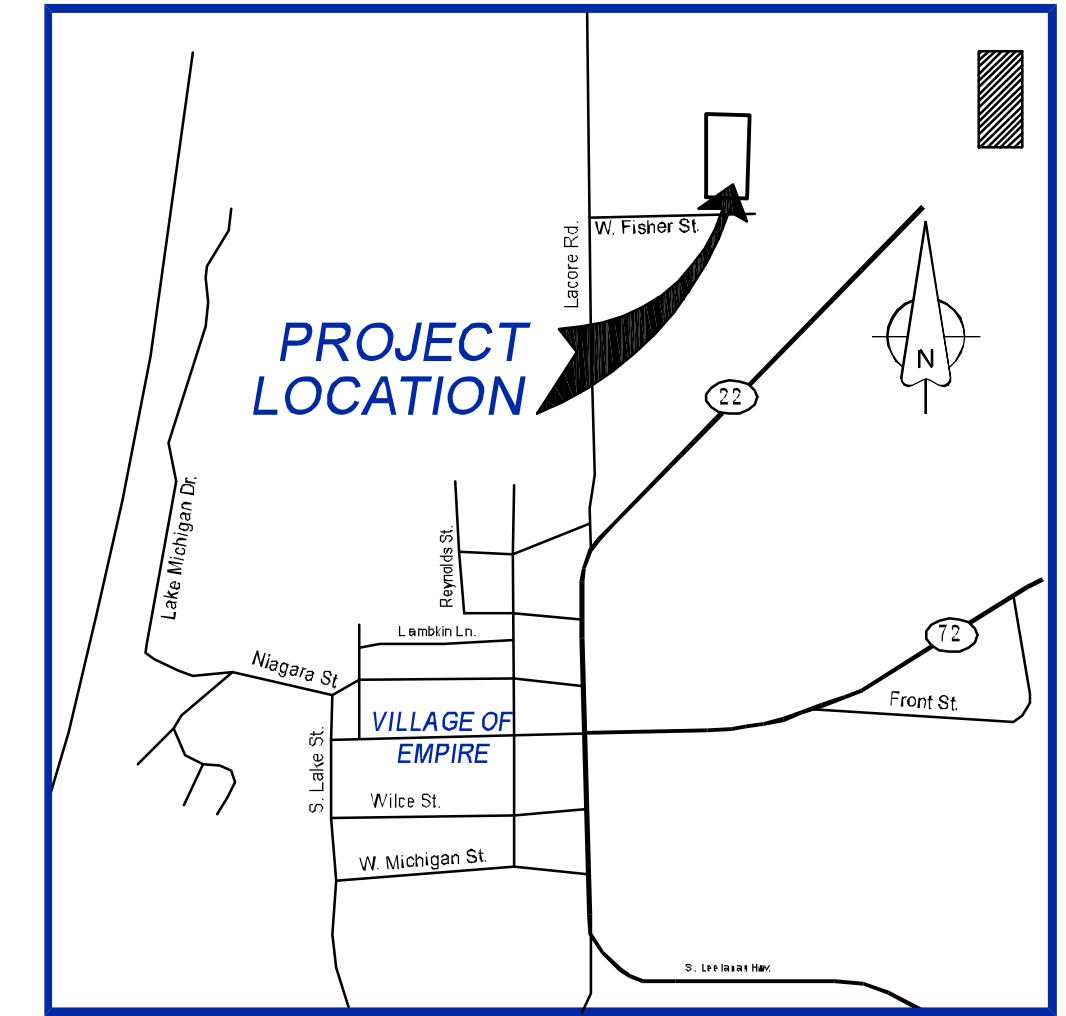 W. Fisher St.
Lacore Rd.
PROJECT
LOCATION
N
22
Lake Michigan Dr.
Reynolds St.
Lambkin Ln.
72
Niagara St
Front St.
VILLAGE OF
EMPIRE
S. Lake St.
Wilce St.
W. Michigan St.
S. Leelanau Hwy.